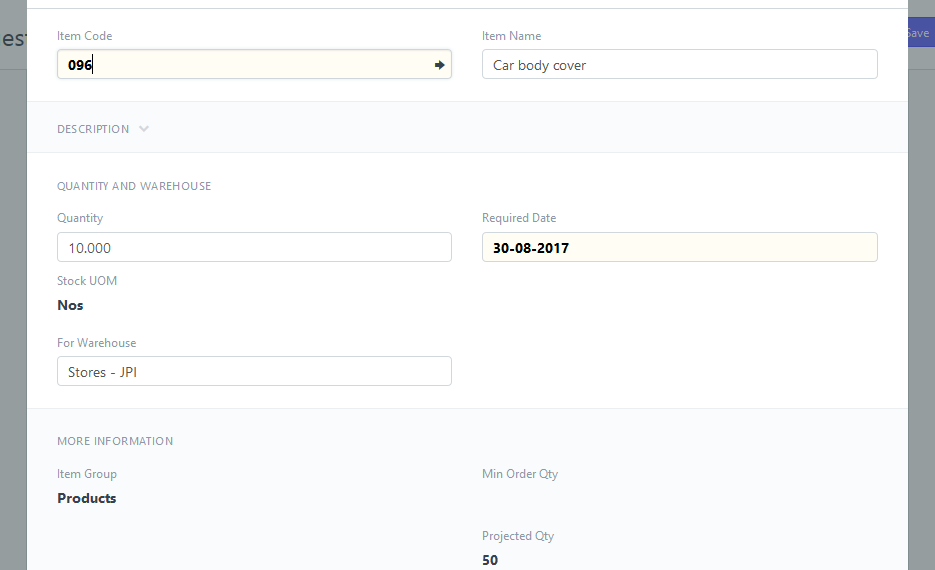 Item Code
Item Name
096
Car body cover
Save
DESCRIPTION
QUANTITY AND WAREHOUSE
Quantity
Required Date
10.000
30-08-2017
Stock UOM
Nos
For Warehouse
Stores - JPI
MORE INFORMATION
Item Group
Min Order Qty
Products
Projected Qty
50